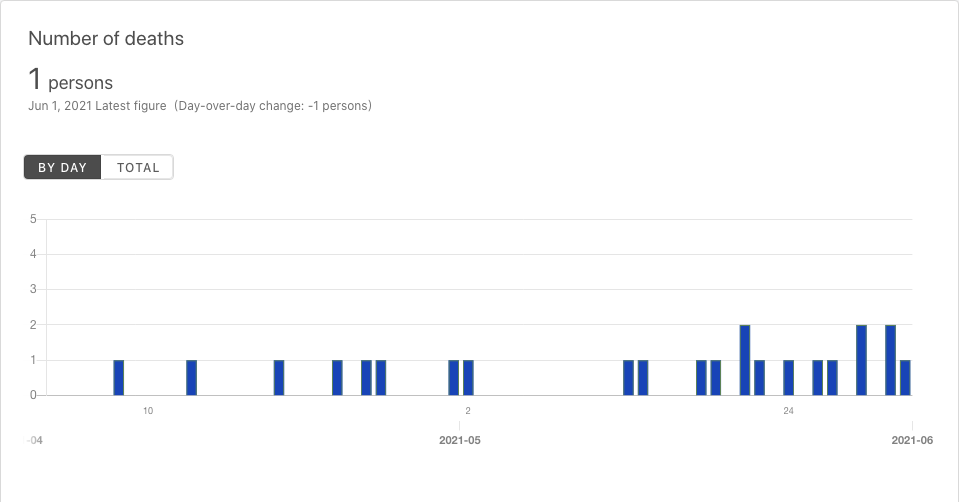 Number of deaths
1 persons
Jun 1, 2021 Latest figure (Day-over-day change: -1 persons)
BY DAY TOTAL
5
4
3
2
1
0
10 2 24
-04 2021-05 2021-06